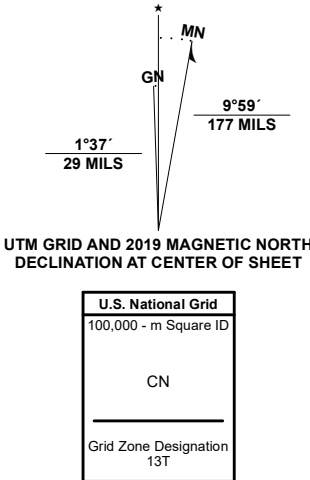 ★
MN
GN
9°59´
177 MILS
1°37´
29 MILS
UTM GRID AND 2019 MAGNETIC NORTH
DECLINATION AT CENTER OF SHEET
U.S. National Grid
100,000 - m Square ID
CN
Grid Zone Designation
13T